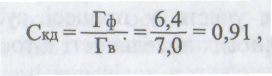 Скд = Гф / Гв = 6,4 / 7,0 = 0,91 ,